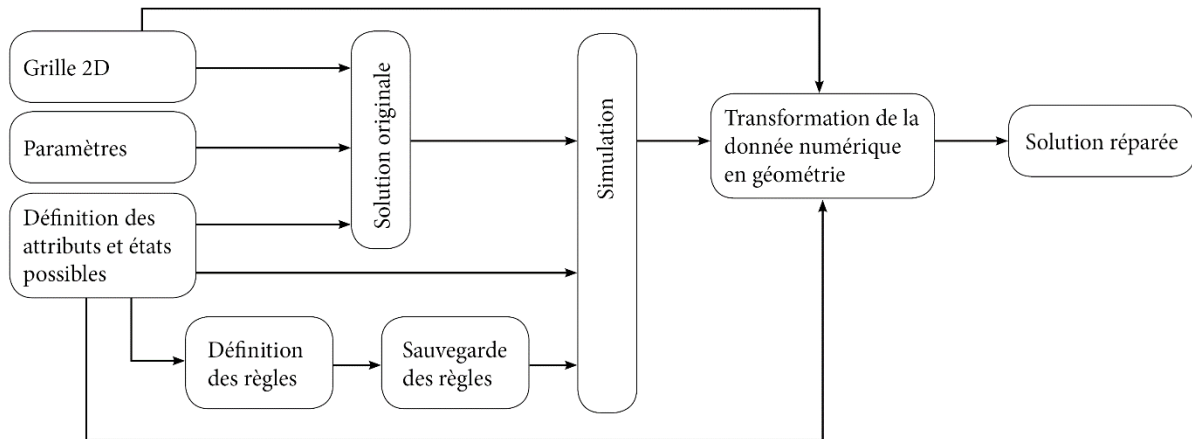 Grille 2D
Paramètres
Définition des
attributs et états
possibles
Définition
des règles
Sauvegarde
des règles
Solution originale
Simulation
Transformation de la
donnée numérique
en géométrie
Solution réparée